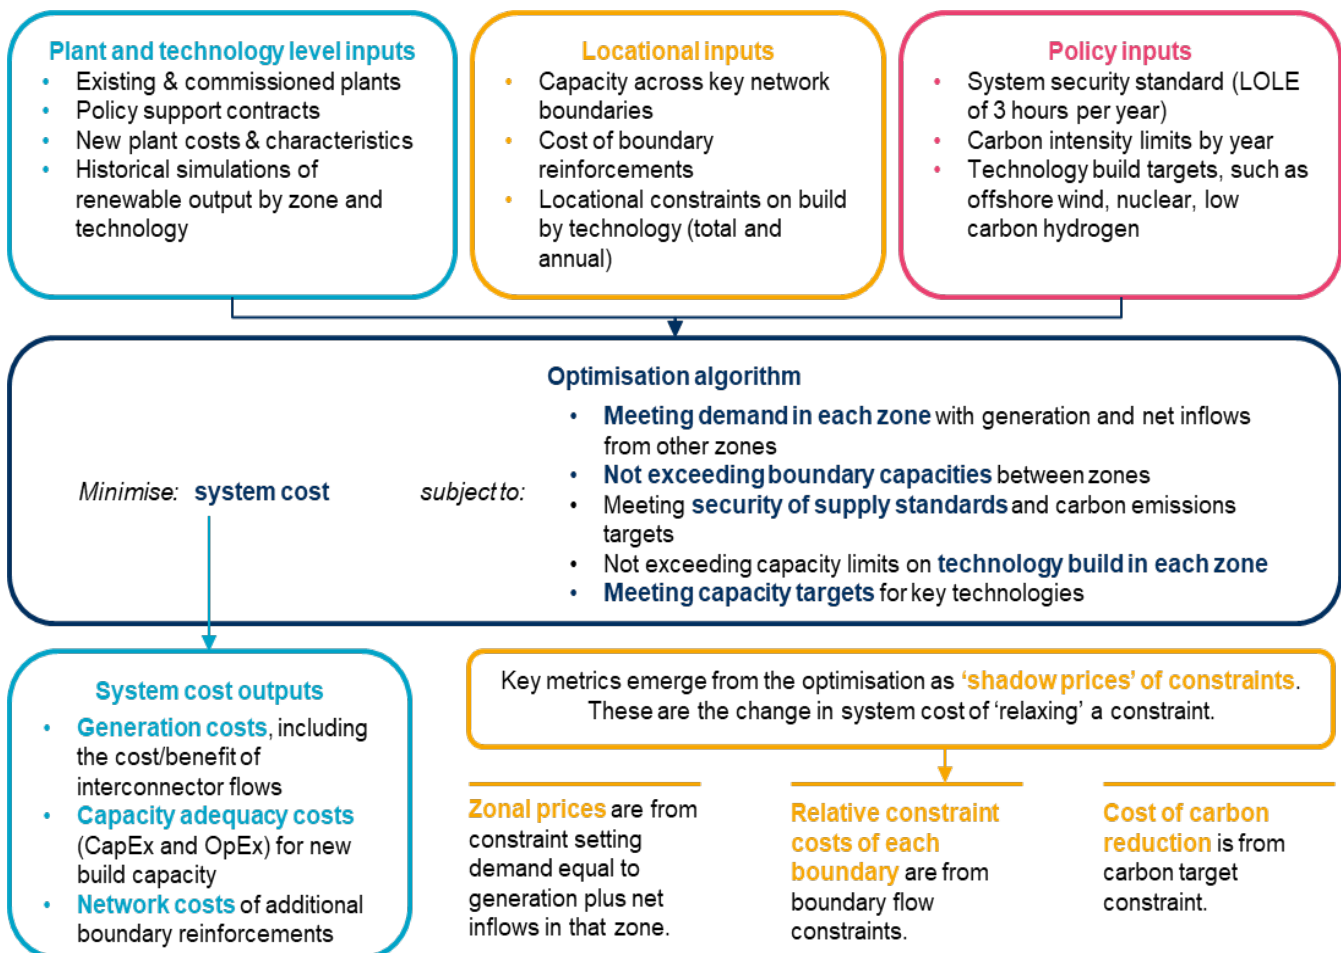 Plant and technology level inputs
• Existing & commissioned plants
• Policy support contracts
• New plant costs & characteristics
• Historical simulations of
renewable output by zone and
technology
Locational inputs
• Capacity across key network
boundaries
• Cost of boundary
reinforcements
• Locational constraints on build
by technology (total and
annual)
Policy inputs
• System security standard (LOLE
of 3 hours per year)
• Carbon intensity limits by year
• Technology build targets, such as
offshore wind, nuclear, low
carbon hydrogen
Optimisation algorithm
Minimise: system cost subject to:
• Meeting demand in each zone with generation and net inflows
from other zones
• Not exceeding boundary capacities between zones
• Meeting security of supply standards and carbon emissions
targets
• Not exceeding capacity limits on technology build in each zone
• Meeting capacity targets for key technologies
System cost outputs
• Generation costs, including
the cost/benefit of
interconnector flows
• Capacity adequacy costs
(CapEx and OpEx) for new
build capacity
• Network costs of additional
boundary reinforcements
Key metrics emerge from the optimisation as ‘shadow prices’ of constraints.
These are the change in system cost of ‘relaxing’ a constraint.
Zonal prices are from
constraint setting
demand equal to
generation plus net
inflows in that zone.
Relative constraint
costs of each
boundary are from
boundary flow
constraints.
Cost of carbon
reduction is from
carbon target
constraint.